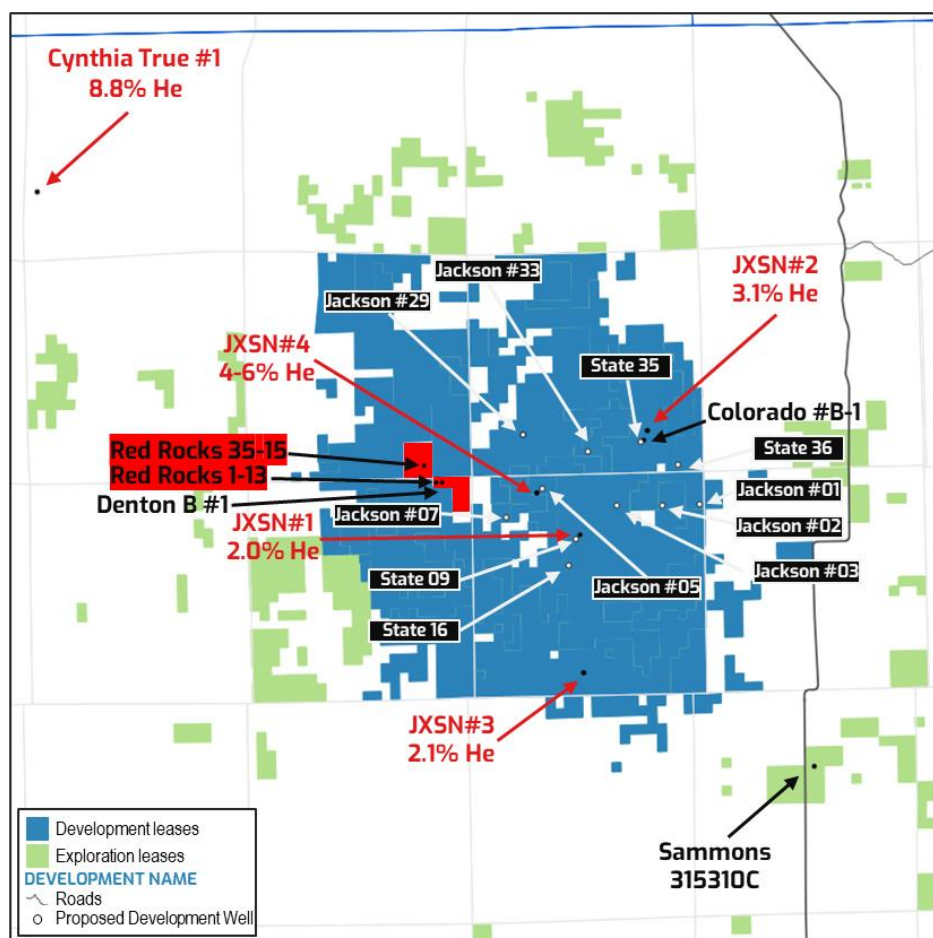 Cynthia True #1
8.8% He
Jackson #33
Jackson #29
JXSN#2
3.1% He
JXSN#4
4-6% He
State 35
Colorado #B-1
Red Rocks 35-15
State 36
Red Rocks 1-13
Denton B #1
Jackson #01
Jackson #07
Jackson #02
JXSN#1
2.0% He
Jackson #03
State 09
Jackson #05
State 16
JXSN#3
2.1% He
Sammons
315310C
Development leases
Exploration leases
DEVELOPMENT NAME
Roads
Proposed Development Well